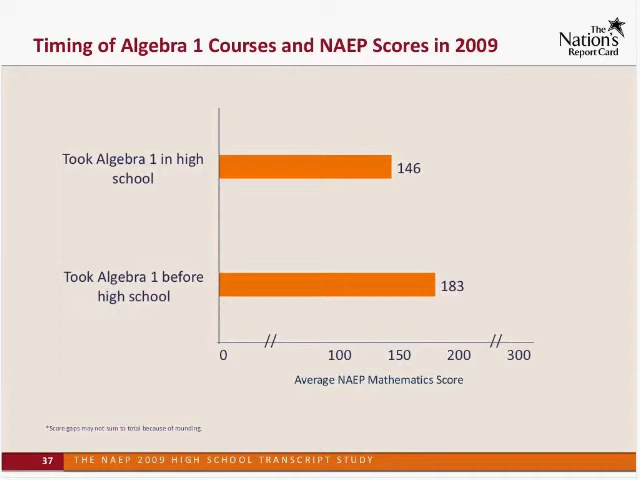 Timing of Algebra 1 Courses and NAEP Scores in 2009
The
Nation's
Report Card
Took Algebra 1 in high
school
146
Took Algebra 1 before
high school
183
0 // 100 150 200 // 300
Average NAEP Mathematics Score
*Score gaps may not sum to total because of rounding.
37 THE NAEP 2009 HIGH SCHOOL TRANSCRIPT STUDY